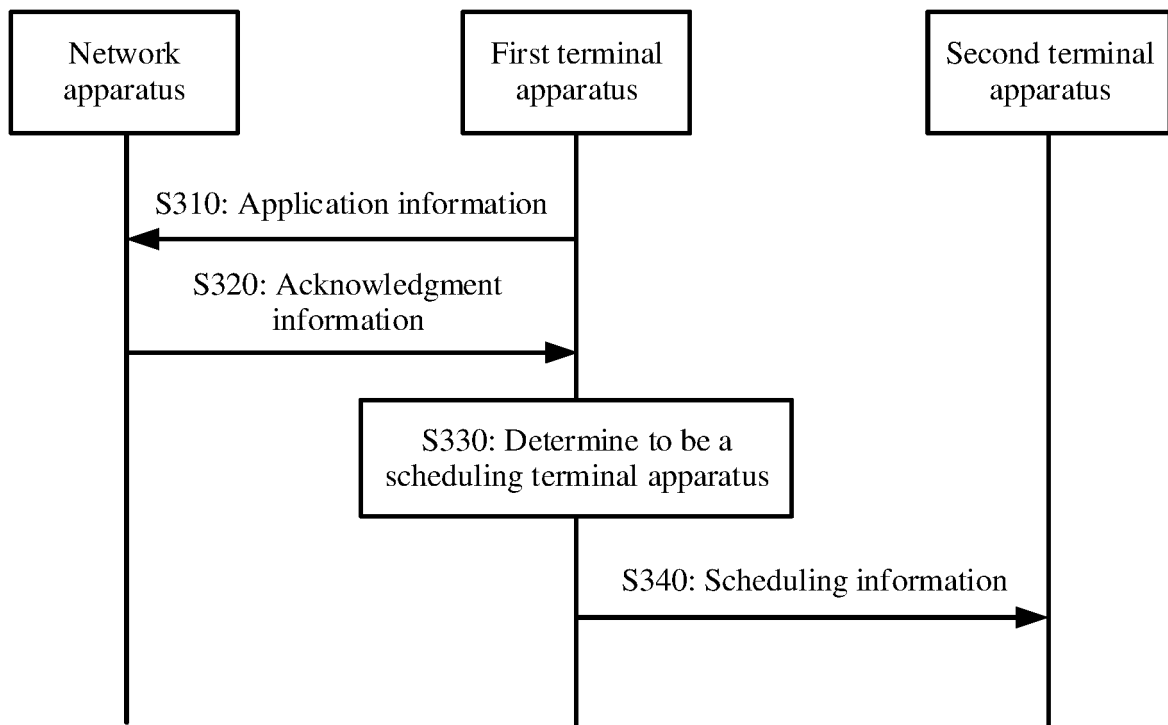 Network
apparatus
First terminal
apparatus
Second terminal
apparatus
S310: Application information
S320: Acknowledgment
information
S330: Determine to be a
scheduling terminal apparatus
S340: Scheduling information